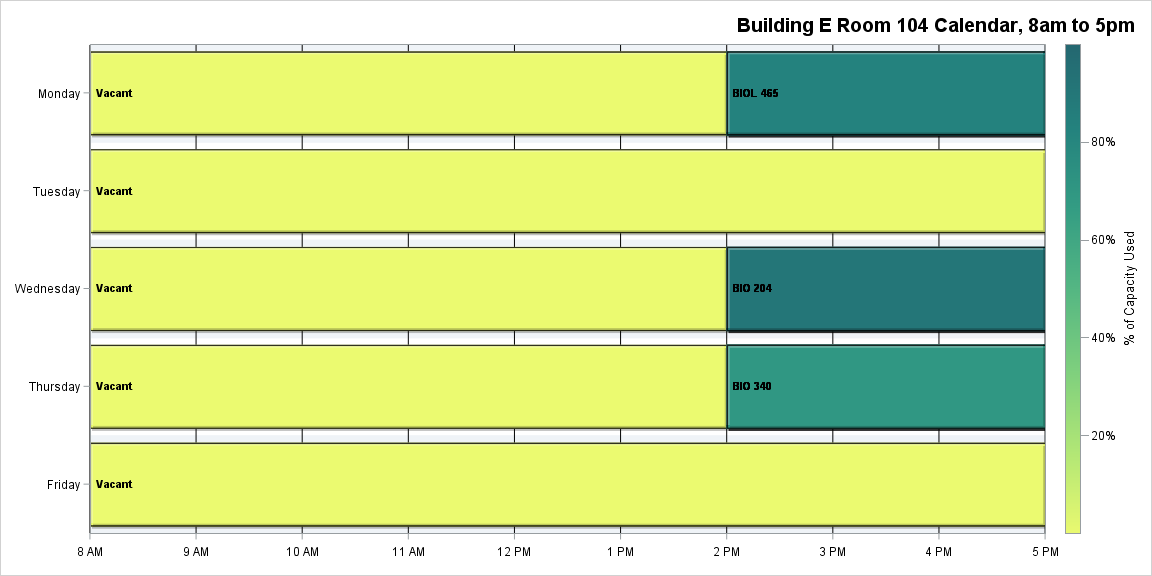 Building E Room 104 Calendar, 8am to 5pm
Monday
Vacant
BIOL 465
Tuesday
Vacant
Wednesday
Vacant
BIO 204
Thursday
Vacant
BIO 340
Friday
Vacant
8 AM
9 AM
10 AM
11 AM
12 PM
1 PM
2 PM
3 PM
4 PM
5 PM
80%
60%
40%
20%
% of Capacity Used